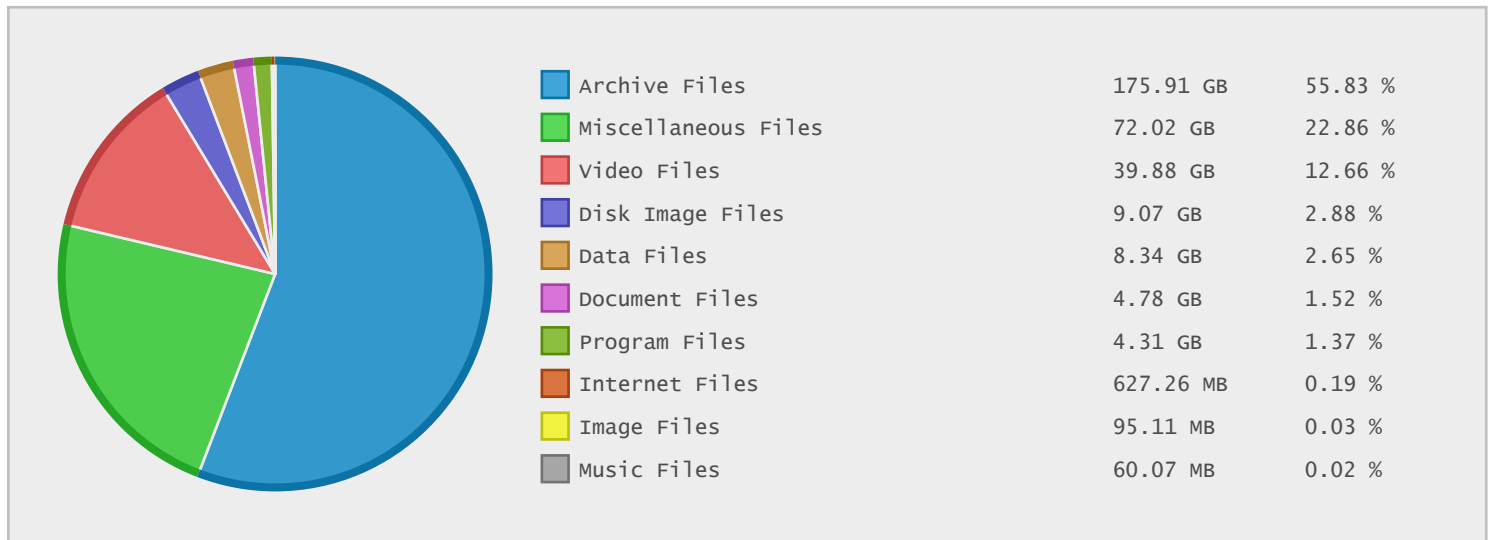 Archive Files 175.91 GB 55.83 %
Miscellaneous Files 72.02 GB 22.86 %
Video Files 39.88 GB 12.66 %
Disk Image Files 9.07 GB 2.88 %
Data Files 8.34 GB 2.65 %
Document Files 4.78 GB 1.52 %
Program Files 4.31 GB 1.37 %
Internet Files 627.26 MB 0.19 %
Image Files 95.11 MB 0.03 %
Music Files 60.07 MB 0.02 %